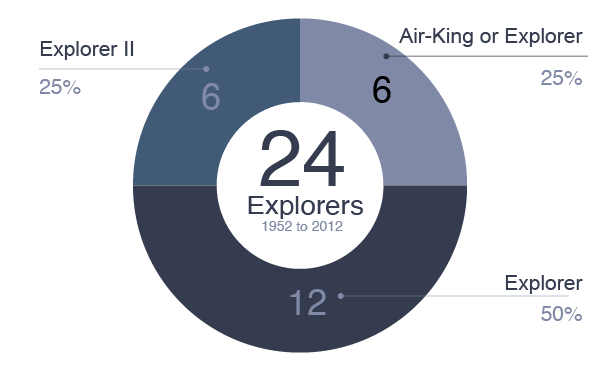 Explorer II
25%
6
Air-King or Explorer
25%
6
24
Explorers
1952 to 2012
Explorer
50%
12